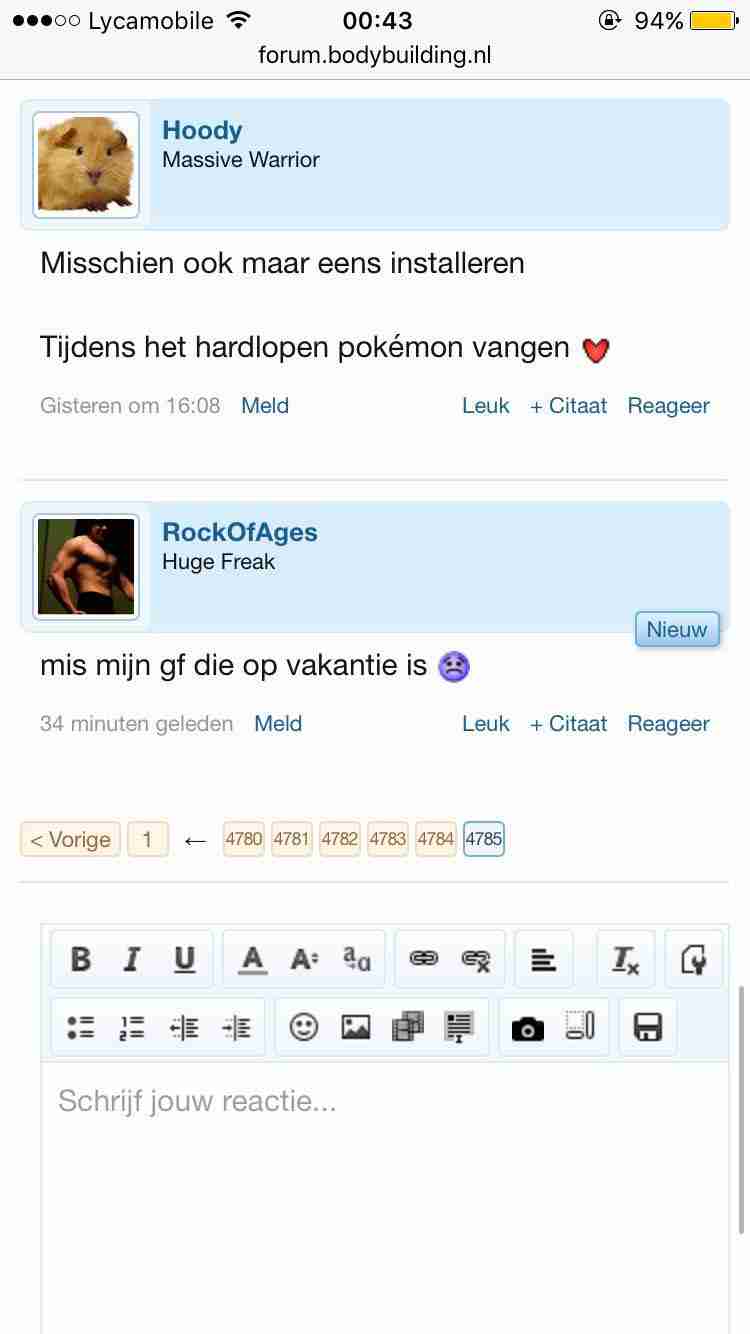 Lycamobile 00:43 94%
forum.bodybuilding.nl
Hoody
Massive Warrior
Misschien ook maar eens installeren
Tijdens het hardlopen pokémon vangen
Gisteren om 16:08 Meld Leuk + Citaat Reageer
RockOfAges
Huge Freak
Nieuw
mis mijn gf die op vakantie is
34 minuten geleden Meld Leuk + Citaat Reageer
< Vorige 1 ← 4780 4781 4782 4783 4784 4785
Schrijf jouw reactie...